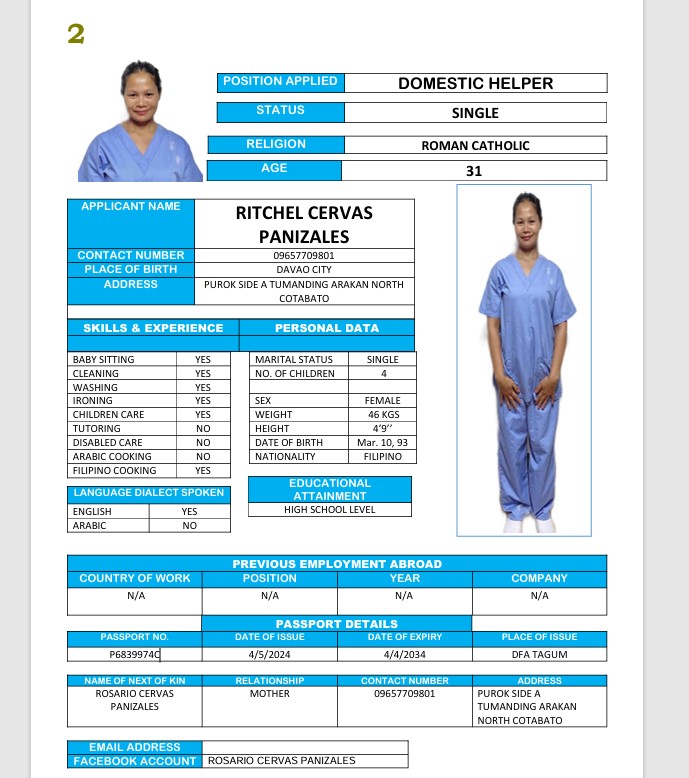 2
POSITION APPLIED DOMESTIC HELPER
STATUS SINGLE
RELIGION ROMAN CATHOLIC
AGE 31
APPLICANT NAME RITCHEL CERVAS
PANIZALES
CONTACT NUMBER 09657709801
PLACE OF BIRTH DAVAO CITY
ADDRESS PUROK SIDE A TUMANDING ARAKAN NORTH
COTABATO
SKILLS & EXPERIENCE PERSONAL DATA
BABY SITTING YES MARITAL STATUS SINGLE
CLEANING YES NO. OF CHILDREN 4
WASHING YES
IRONING YES SEX FEMALE
CHILDREN CARE YES WEIGHT 46 KGS
TUTORING NO HEIGHT 4’9’’
DISABLED CARE NO DATE OF BIRTH Mar. 10, 93
ARABIC COOKING NO NATIONALITY FILIPINO
FILIPINO COOKING YES
EDUCATIONAL
ATTAINMENT
HIGH SCHOOL LEVEL
LANGUAGE DIALECT SPOKEN
ENGLISH YES
ARABIC NO
PREVIOUS EMPLOYMENT ABROAD
COUNTRY OF WORK POSITION YEAR COMPANY
N/A N/A N/A N/A
PASSPORT DETAILS
PASSPORT NO. DATE OF ISSUE DATE OF EXPIRY PLACE OF ISSUE
P6839974C 4/5/2024 4/4/2034 DFA TAGUM
NAME OF NEXT OF KIN RELATIONSHIP CONTACT NUMBER ADDRESS
ROSARIO CERVAS MOTHER 09657709801 PUROK SIDE A
PANIZALES TUMANDING ARAKAN
NORTH COTABATO
EMAIL ADDRESS
FACEBOOK ACCOUNT ROSARIO CERVAS PANIZALES